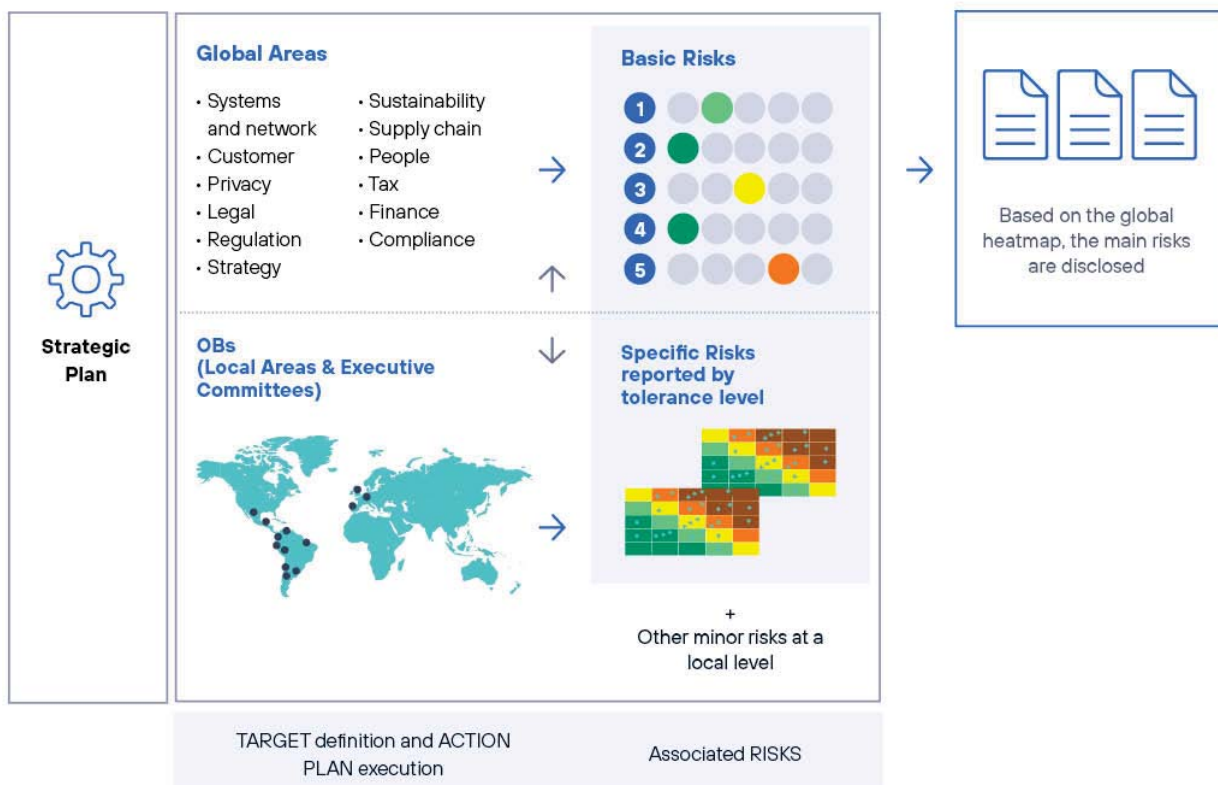 Strategic
Plan
Global Areas
• Systems
and network
• Customer
• Privacy
• Legal
• Regulation
• Strategy
• Sustainability
• Supply chain
• People
• Tax
• Finance
• Compliance
OBs
(Local Areas & Executive
Committees)
Basic Risks
1
2
3
4
5
Specific Risks
reported by
tolerance level
+
Other minor risks at a
local level
Based on the global
heatmap, the main risks
are disclosed
TARGET definition and ACTION
PLAN execution
Associated RISKS